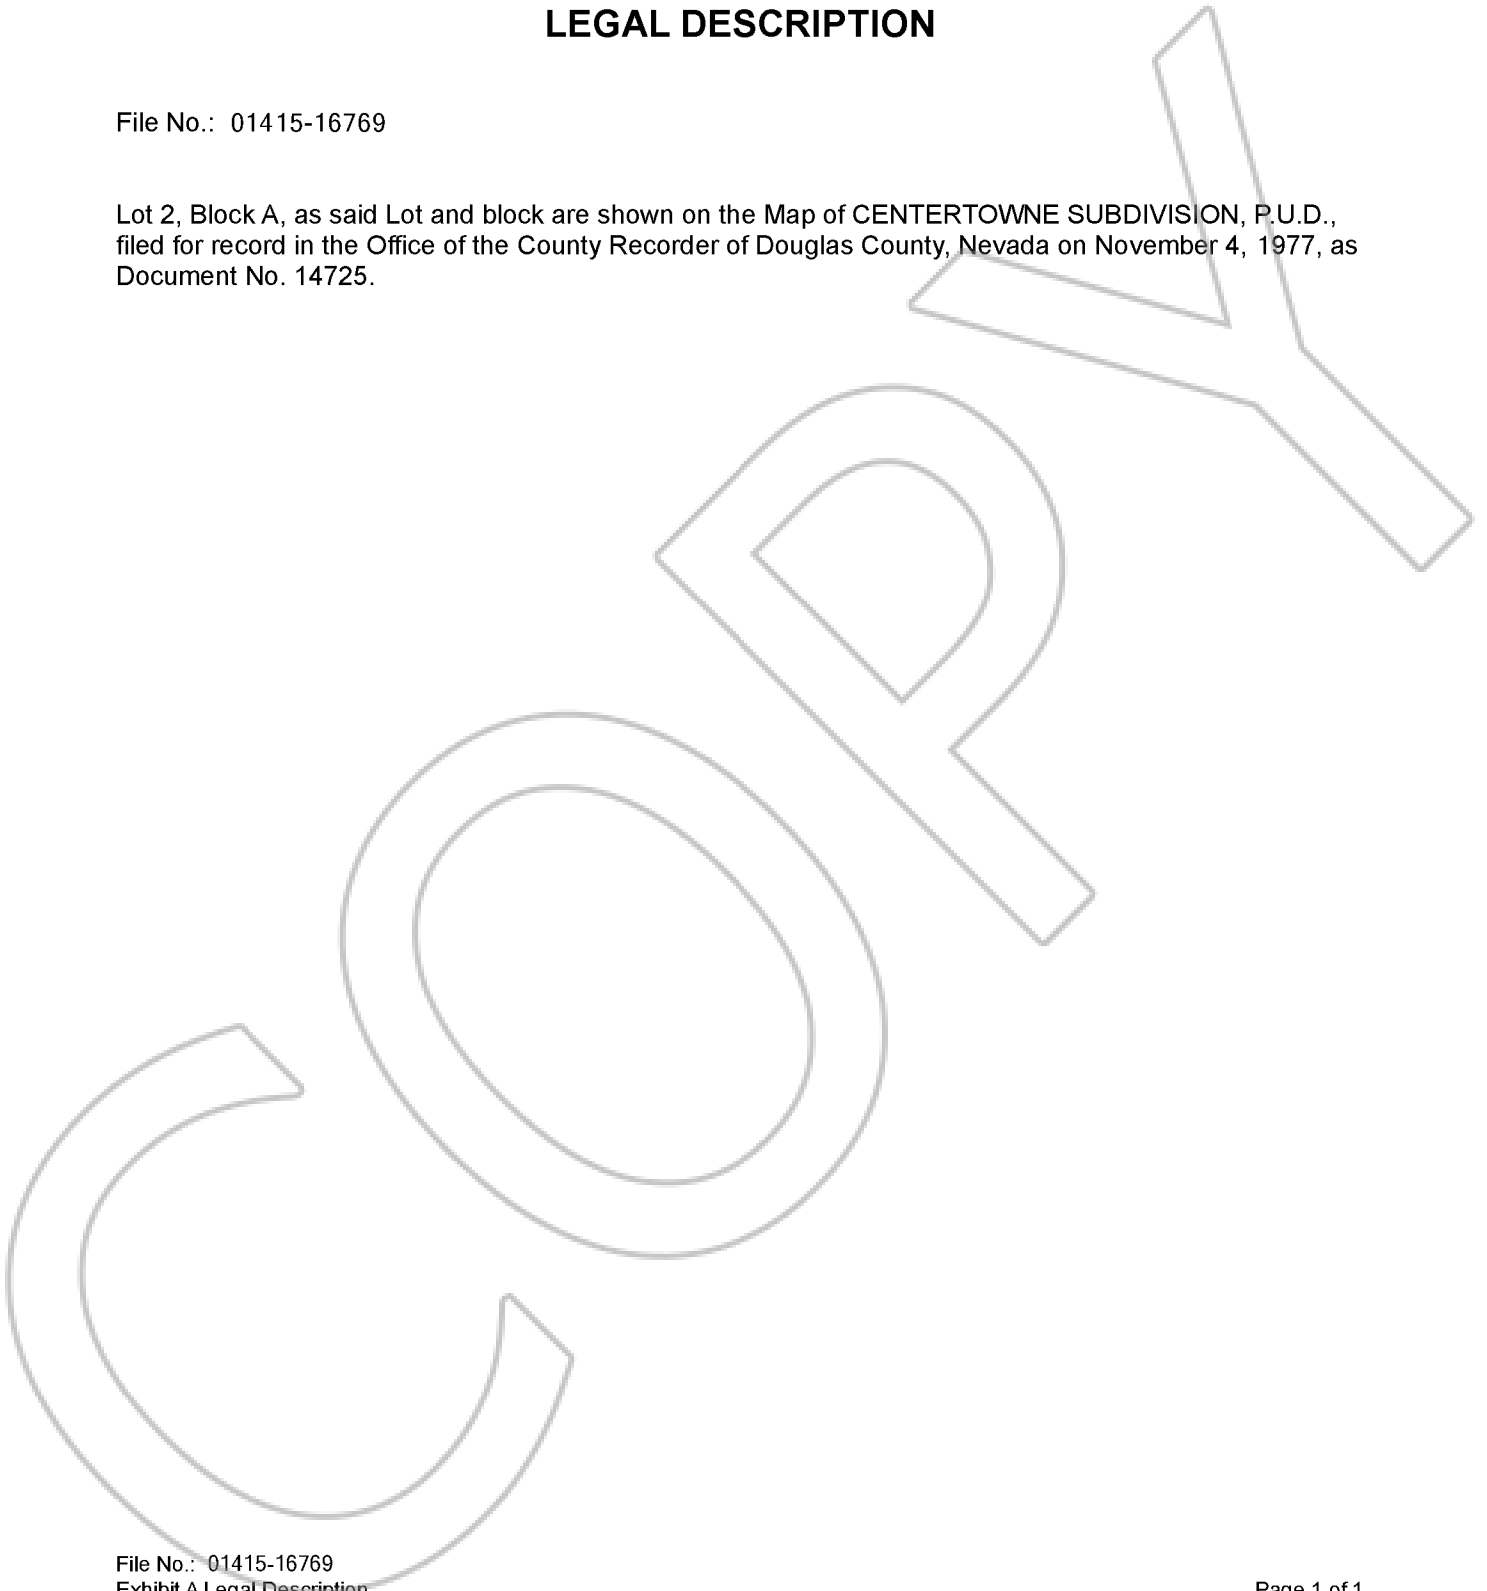 LEGAL DESCRIPTION
File No.: 01415-16769
Lot 2, Block A, as said Lot and block are shown on the Map of CENTERTOWNE SUBDIVISION, P.U.D.,
filed for record in the Office of the County Recorder of Douglas County, Nevada on November 4, 1977, as
Document No. 14725.
COPY
File No.: 01415-16769
Exhibit A Legal Description
Page 1 of 1